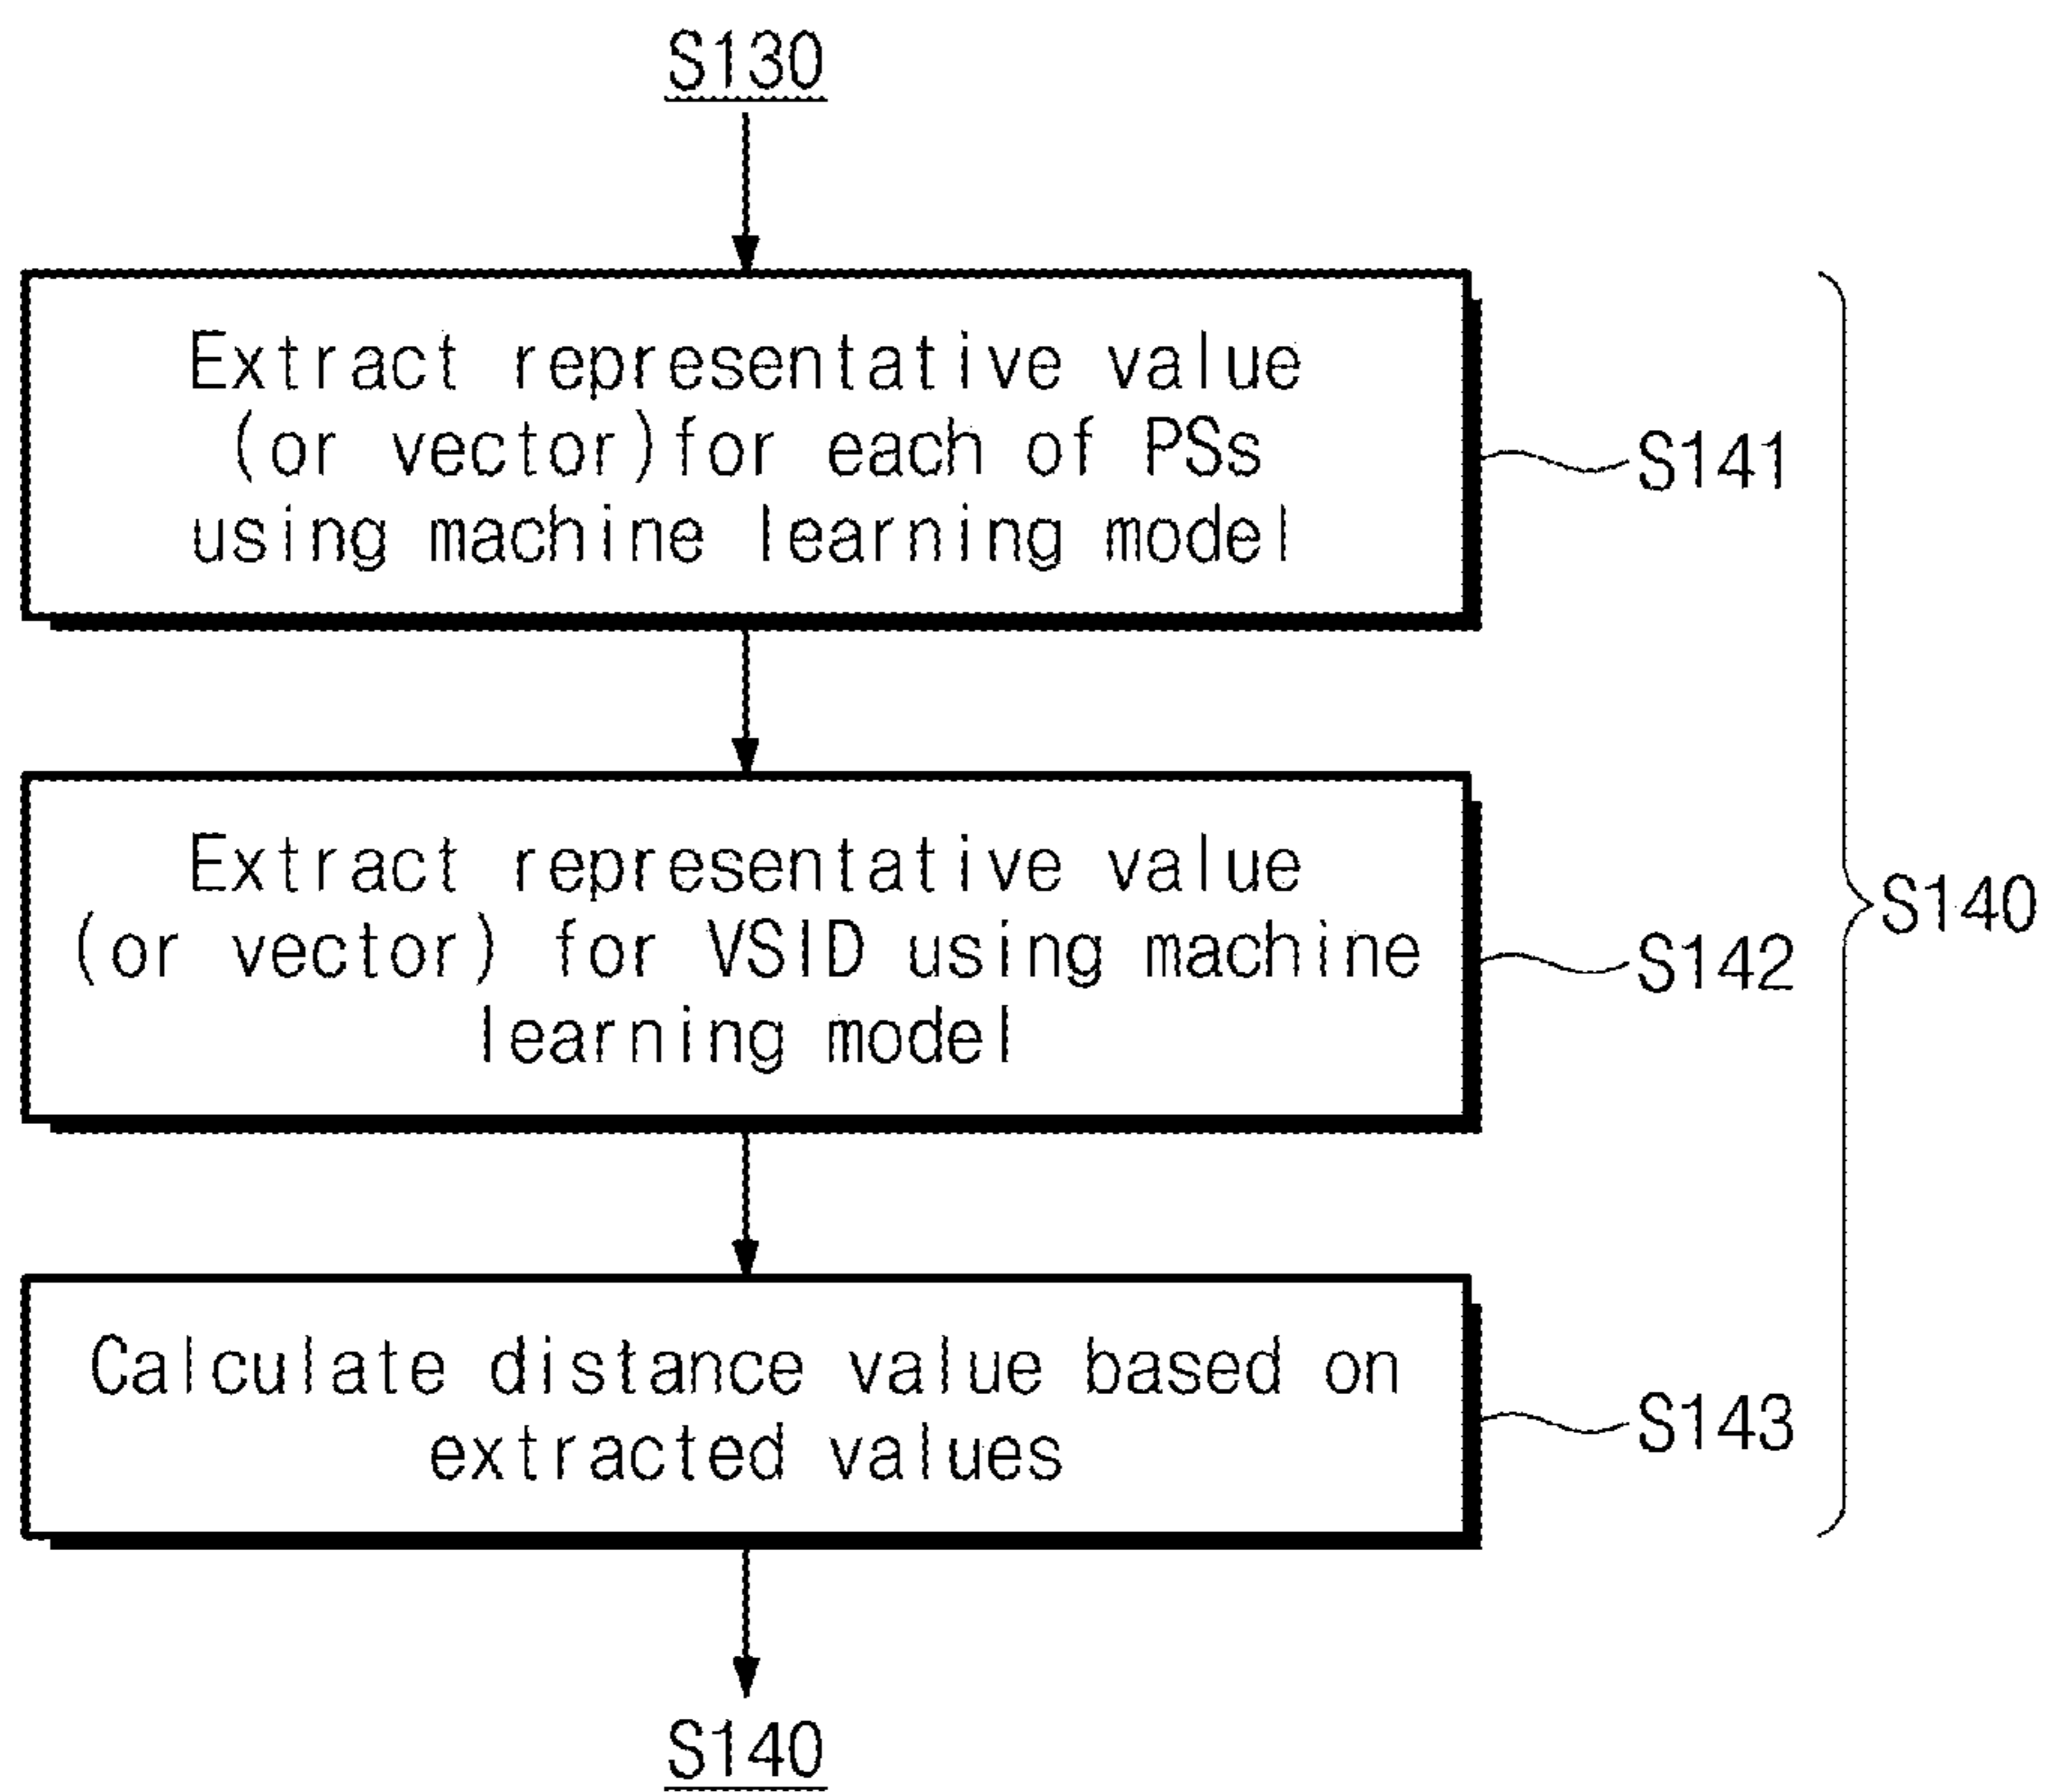 S130
Extract representative value
(or vector)for each of PSs
using machine learning model
S141
Extract representative value
(or vector) for VSID using machine
learning model
S142
S140
Calculate distance value based on
extracted values
S143
S140